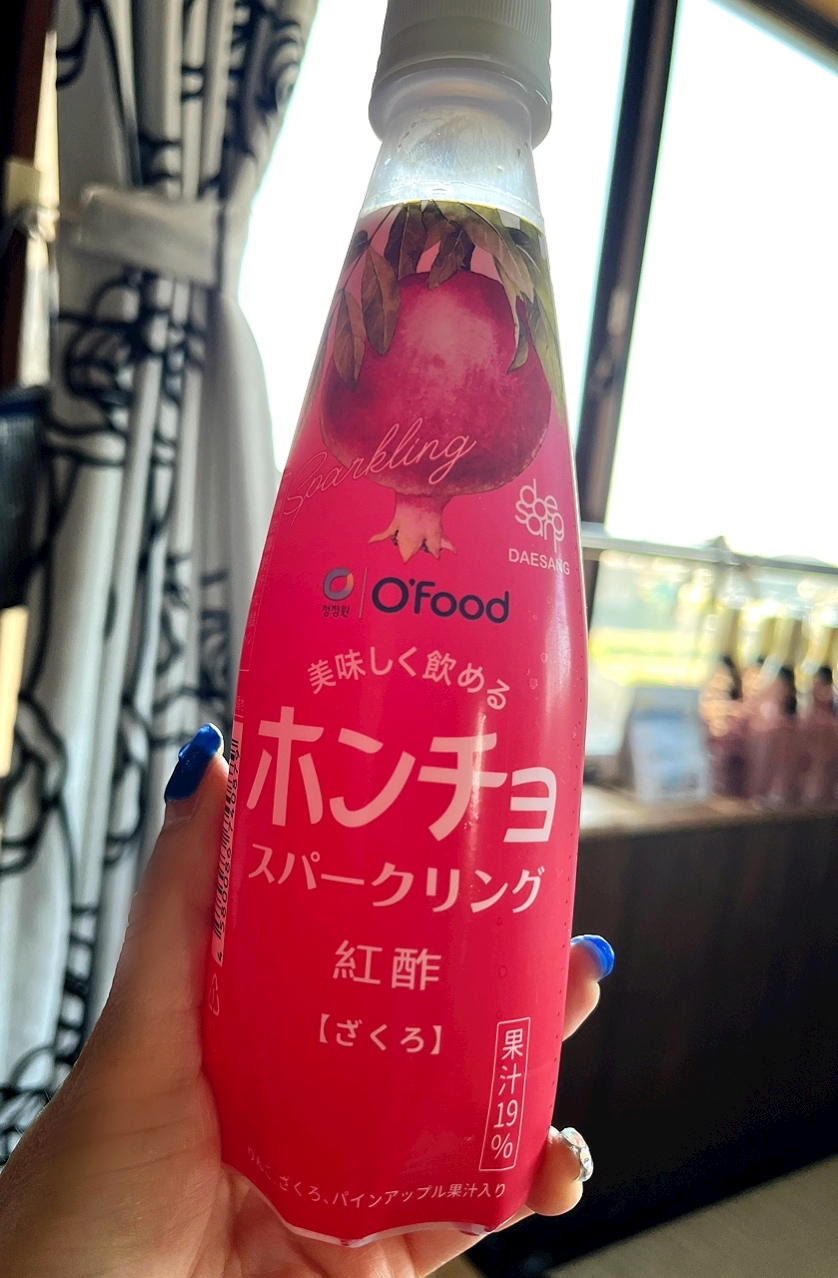 Sparkling
daesang
DAESANG
청정원
O'Food
美味しく飲める
ホンチョ
スパークリング
紅酢
【ざくろ】
果汁19%
りんご、ざくろ、パインアップル果汁入り